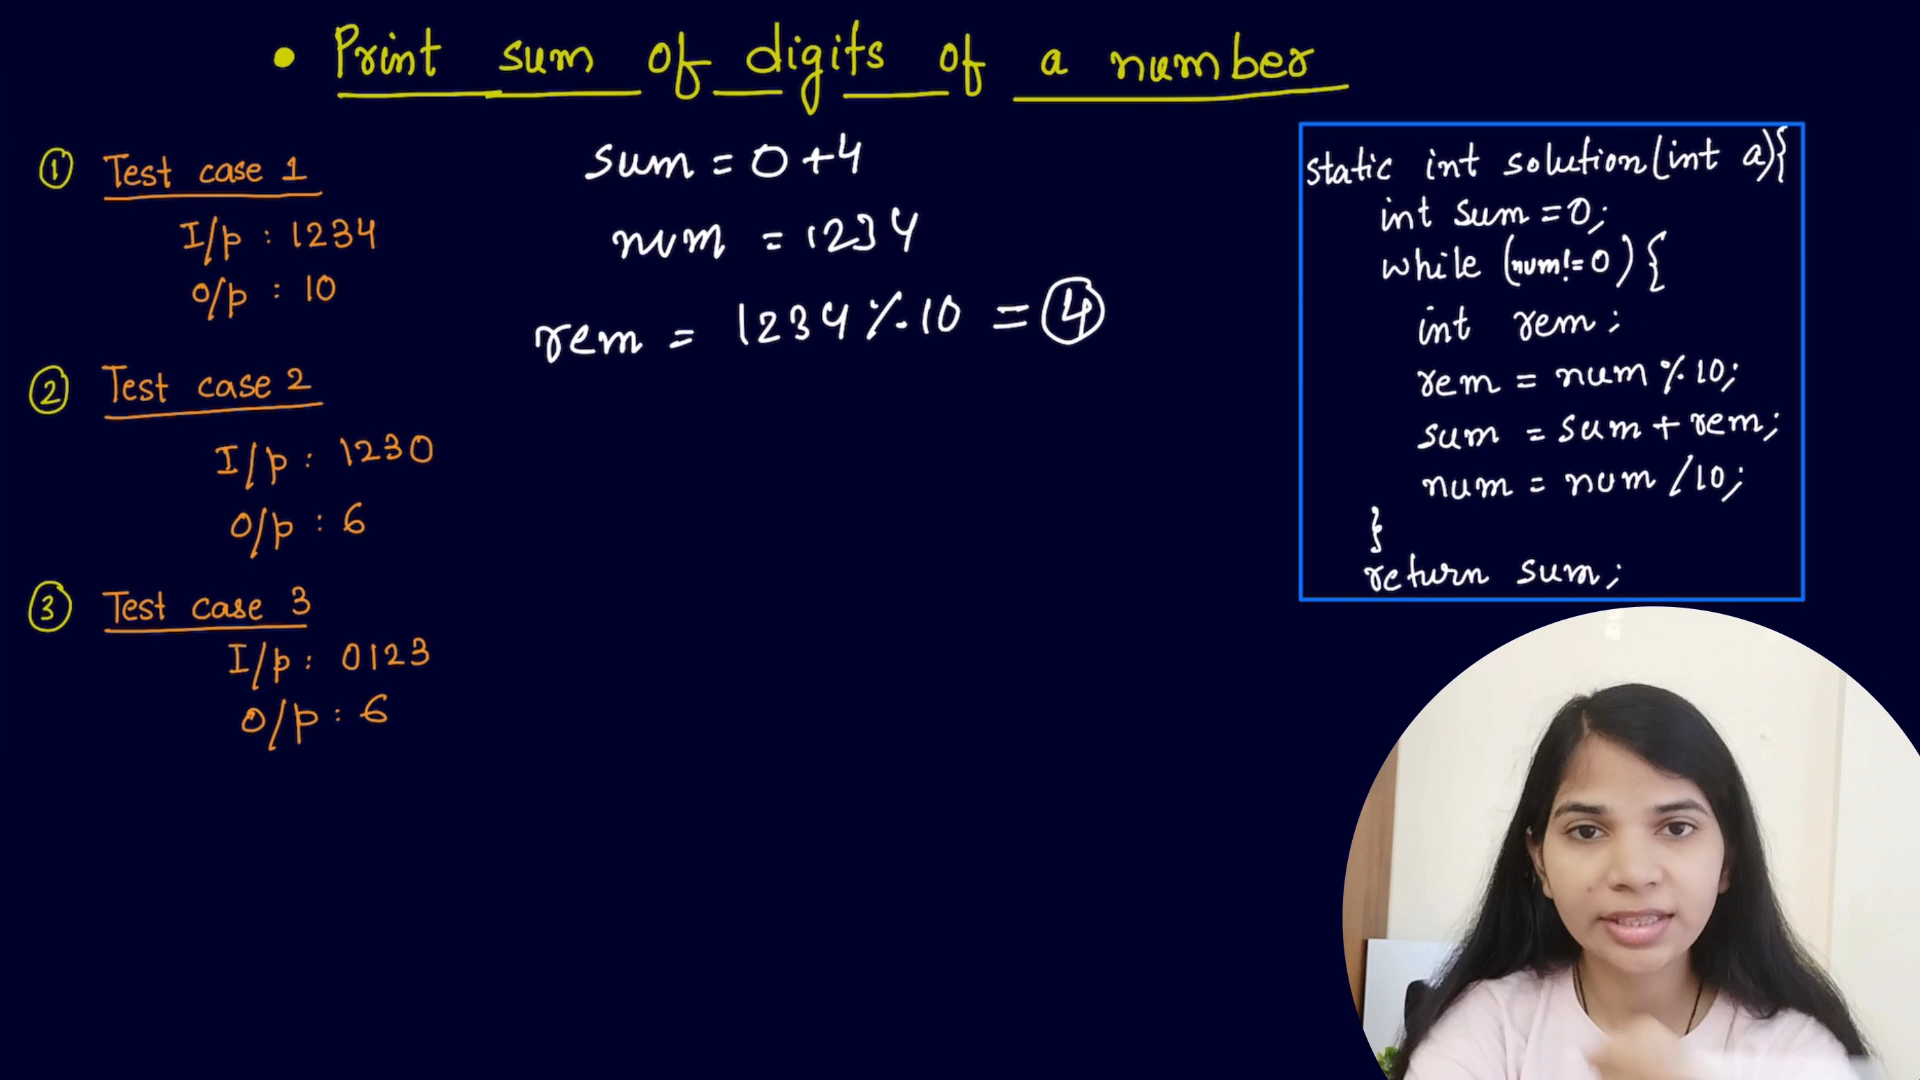 • Print sum of digits of a number
① Test case 1
I/p : 1234
O/p : 10
② Test case 2
I/p : 1230
O/p : 6
③ Test case 3
I/p : 0123
O/p : 6
sum = 0+4
num = 1234
rem = 1234 % 10 = 4
static int solution(int a){
int sum = 0;
while (num != 0) {
int rem;
rem = num % 10;
sum = sum + rem;
num = num / 10;
}
return sum;